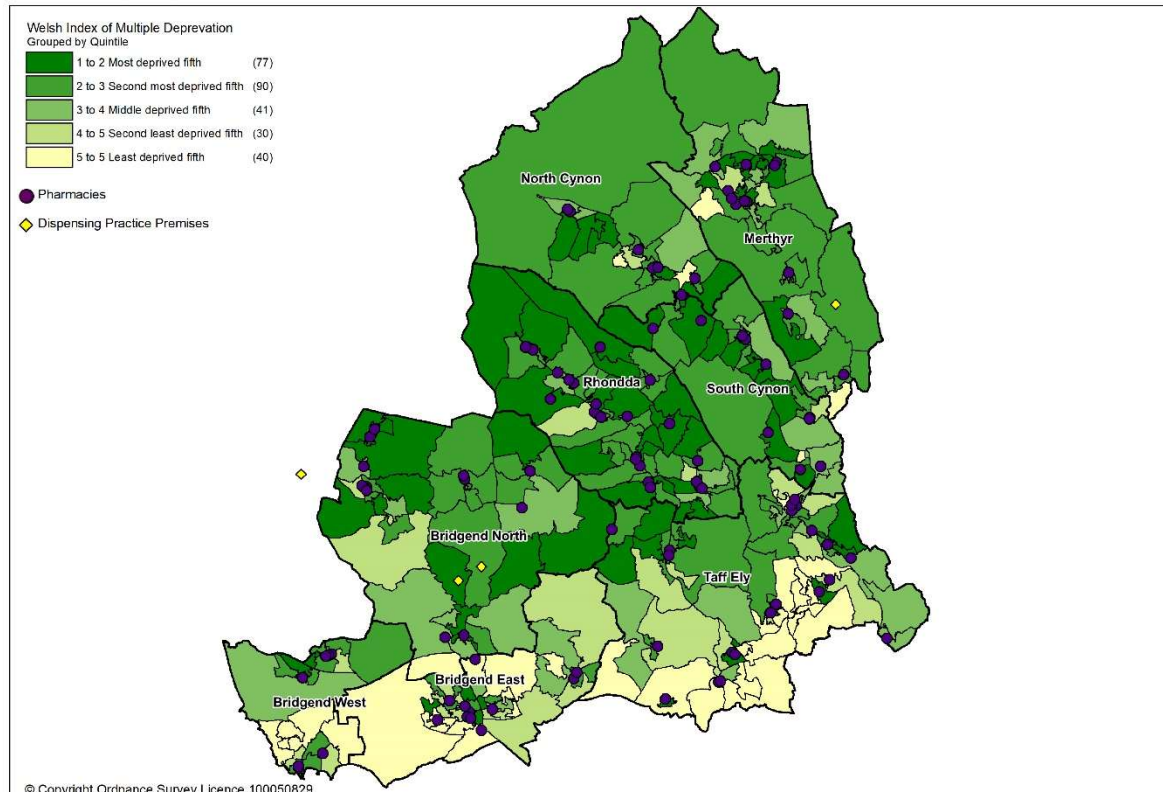 Welsh Index of Multiple Deprevation
Grouped by Quintile
1 to 2 Most deprived fifth (77)
2 to 3 Second most deprived fifth (90)
3 to 4 Middle deprived fifth (41)
4 to 5 Second least deprived fifth (30)
5 to 5 Least deprived fifth (40)
Pharmacies
Dispensing Practice Premises
North Cynon
Merthyr
Rhondda
South Cynon
Bridgend North
Taff Ely
Bridgend East
Bridgend West
© Copyright Ordnance Survey Licence 100050829